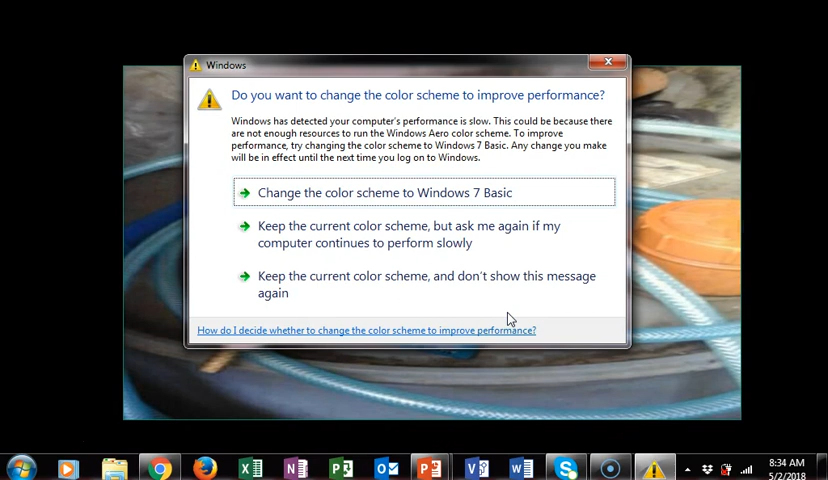 Windows
Do you want to change the color scheme to improve performance?
Windows has detected your computer's performance is slow. This could be because there
are not enough resources to run the Windows Aero color scheme. To improve
performance, try changing the color scheme to Windows 7 Basic. Any change you make
will be in effect until the next time you log on to Windows.
Change the color scheme to Windows 7 Basic
Keep the current color scheme, but ask me again if my
computer continues to perform slowly
Keep the current color scheme, and don't show this message
again
How do I decide whether to change the color scheme to improve performance?
8:34 AM
5/2/2018